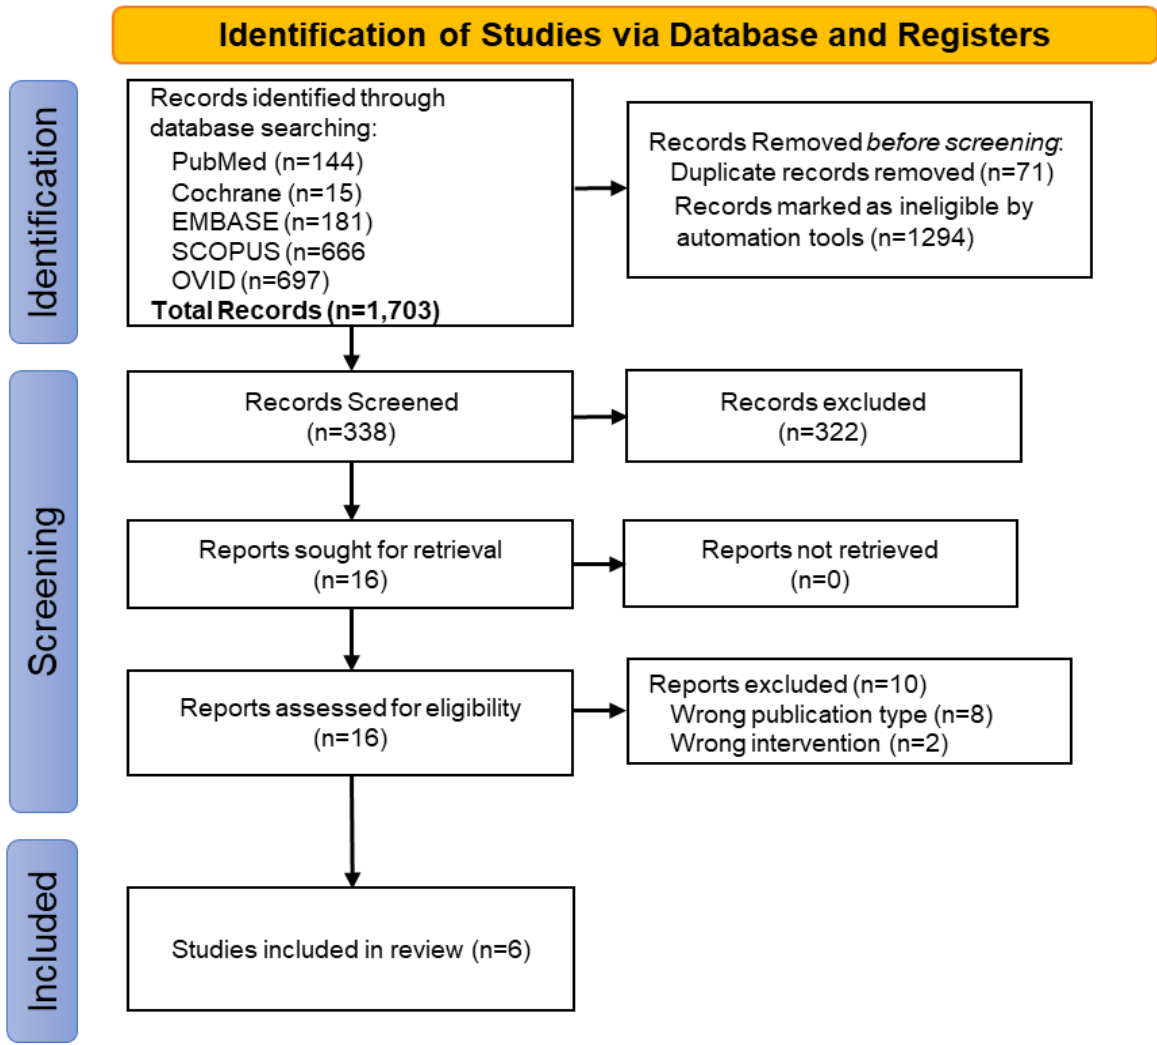 Identification of Studies via Database and Registers
Identification
Records identified through
database searching:
PubMed (n=144)
Cochrane (n=15)
EMBASE (n=181)
SCOPUS (n=666
OVID (n=697)
Total Records (n=1,703)
Records Removed before screening:
Duplicate records removed (n=71)
Records marked as ineligible by
automation tools (n=1294)
Screening
Records Screened
(n=338)
Records excluded
(n=322)
Reports sought for retrieval
(n=16)
Reports not retrieved
(n=0)
Reports assessed for eligibility
(n=16)
Reports excluded (n=10)
Wrong publication type (n=8)
Wrong intervention (n=2)
Included
Studies included in review (n=6)